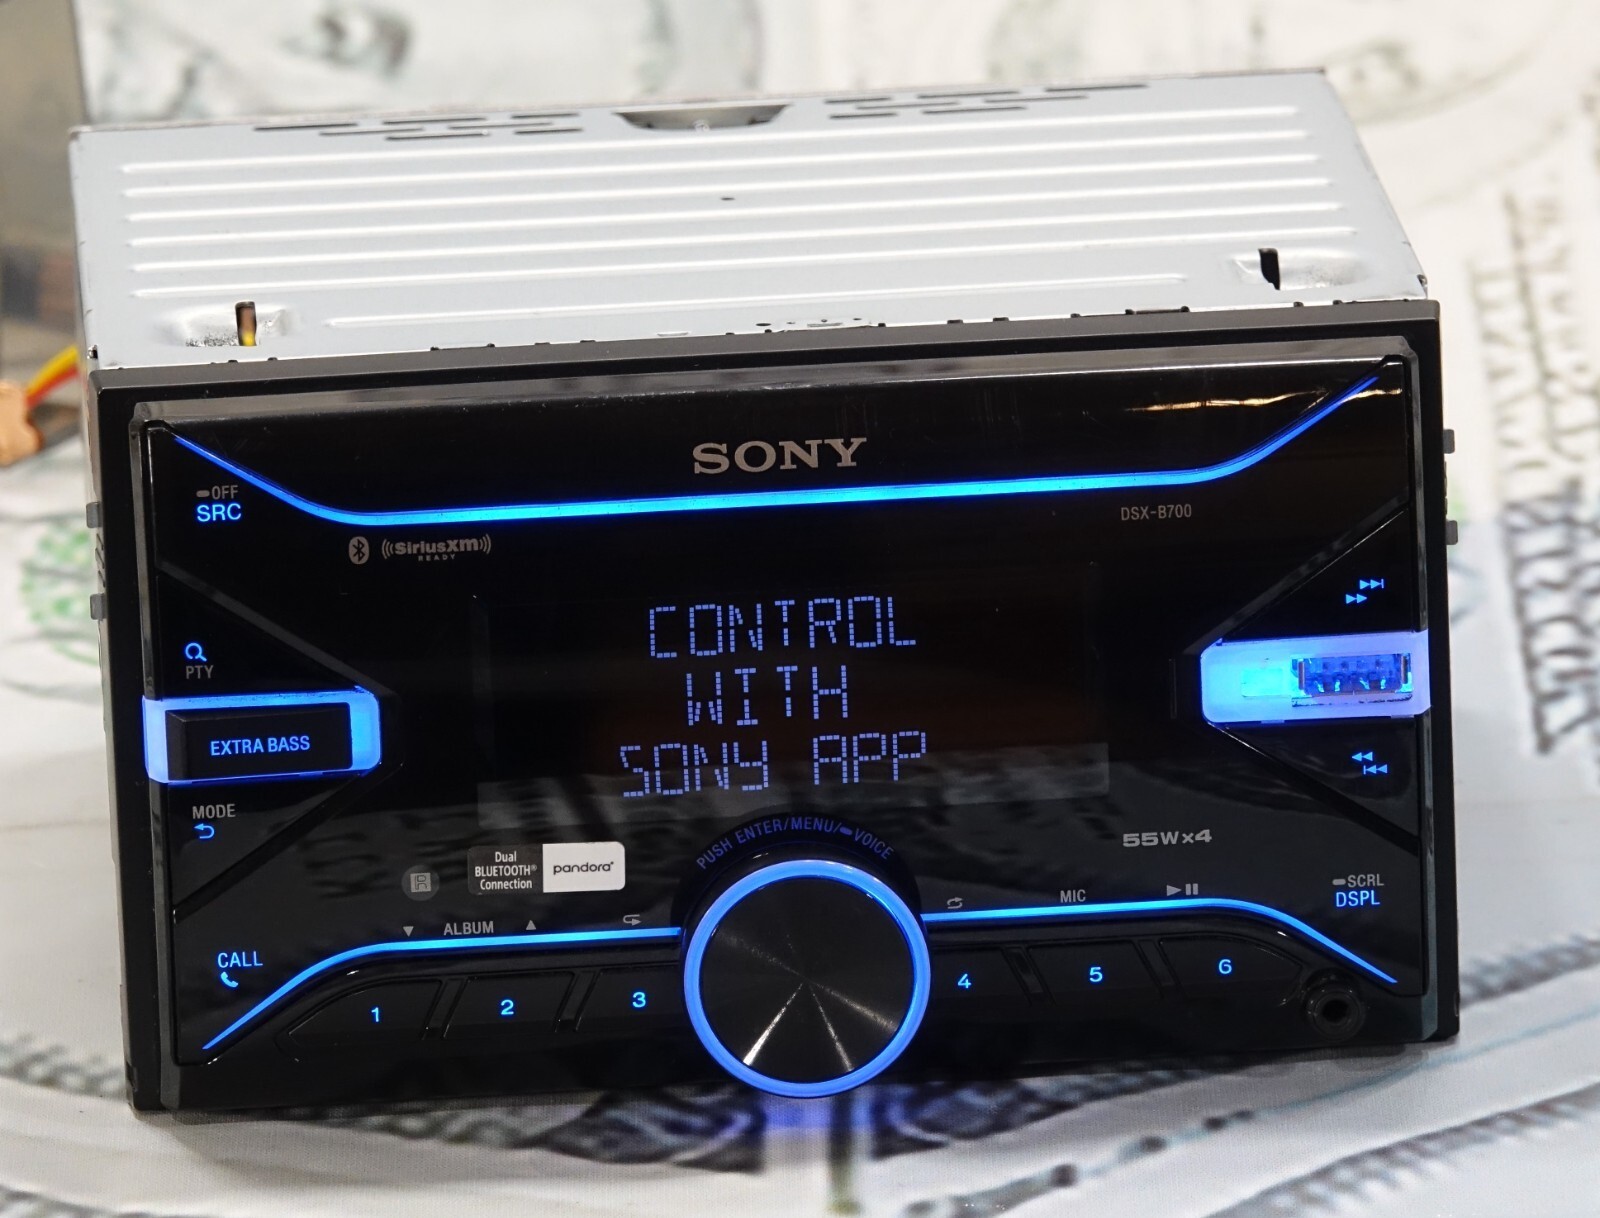 SONY
OFF
SRC
DSX-B700
SiriusXm
READY
CONTROL
WITH
SONY APP
PTY
EXTRA BASS
MODE
PUSH ENTER/MENU/ VOICE
55W×4
Dual
BLUETOOTH®
Connection
pandora®
R
SCRL
DSPL
MIC
ALBUM
CALL
1
2
3
4
5
6